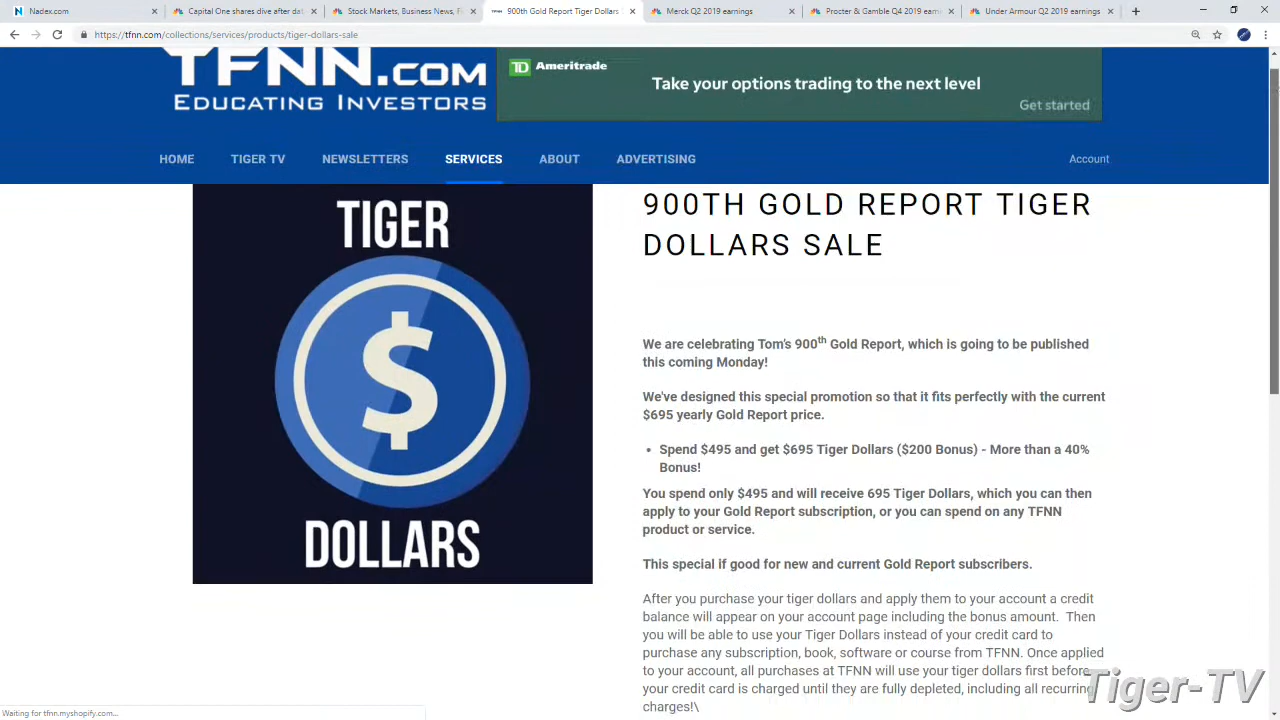 Nadex.com
Capital One shares dive after dat
Stock Markets, Business News, F
900th Gold Report Tiger Dollars
Merck Q2 2019 earnings
Procter & Gamble Q4 2019 earn
Under Armour Q2 2019 earnings
https://tfnn.com/collections/services/products/tiger-dollars-sale
TFNN.COM
EDUCATING INVESTORS
TD Ameritrade
Take your options trading to the next level
Get started
HOME TIGER TV NEWSLETTERS SERVICES ABOUT ADVERTISING Account
TIGER
$
DOLLARS
900TH GOLD REPORT TIGER
DOLLARS SALE
We are celebrating Tom's 900th Gold Report, which is going to be published
this coming Monday!
We've designed this special promotion so that it fits perfectly with the current
$695 yearly Gold Report price.
• Spend $495 and get $695 Tiger Dollars ($200 Bonus) - More than a 40%
Bonus!
You spend only $495 and will receive 695 Tiger Dollars, which you can then
apply to your Gold Report subscription, or you can spend on any TFNN
product or service.
This special if good for new and current Gold Report subscribers.
After you purchase your tiger dollars and apply them to your account a credit
balance will appear on your account page including the bonus amount. Then
you will be able to use your Tiger Dollars instead of your credit card to
purchase any subscription, book, software or course from TFNN. Once applied
to your account, all purchases at TFNN will use your tiger dollars first before
your credit card is charged until they are fully depleted, including all recurring
charges!\
Tiger-TV
Waiting for tfnn.myshopify.com...